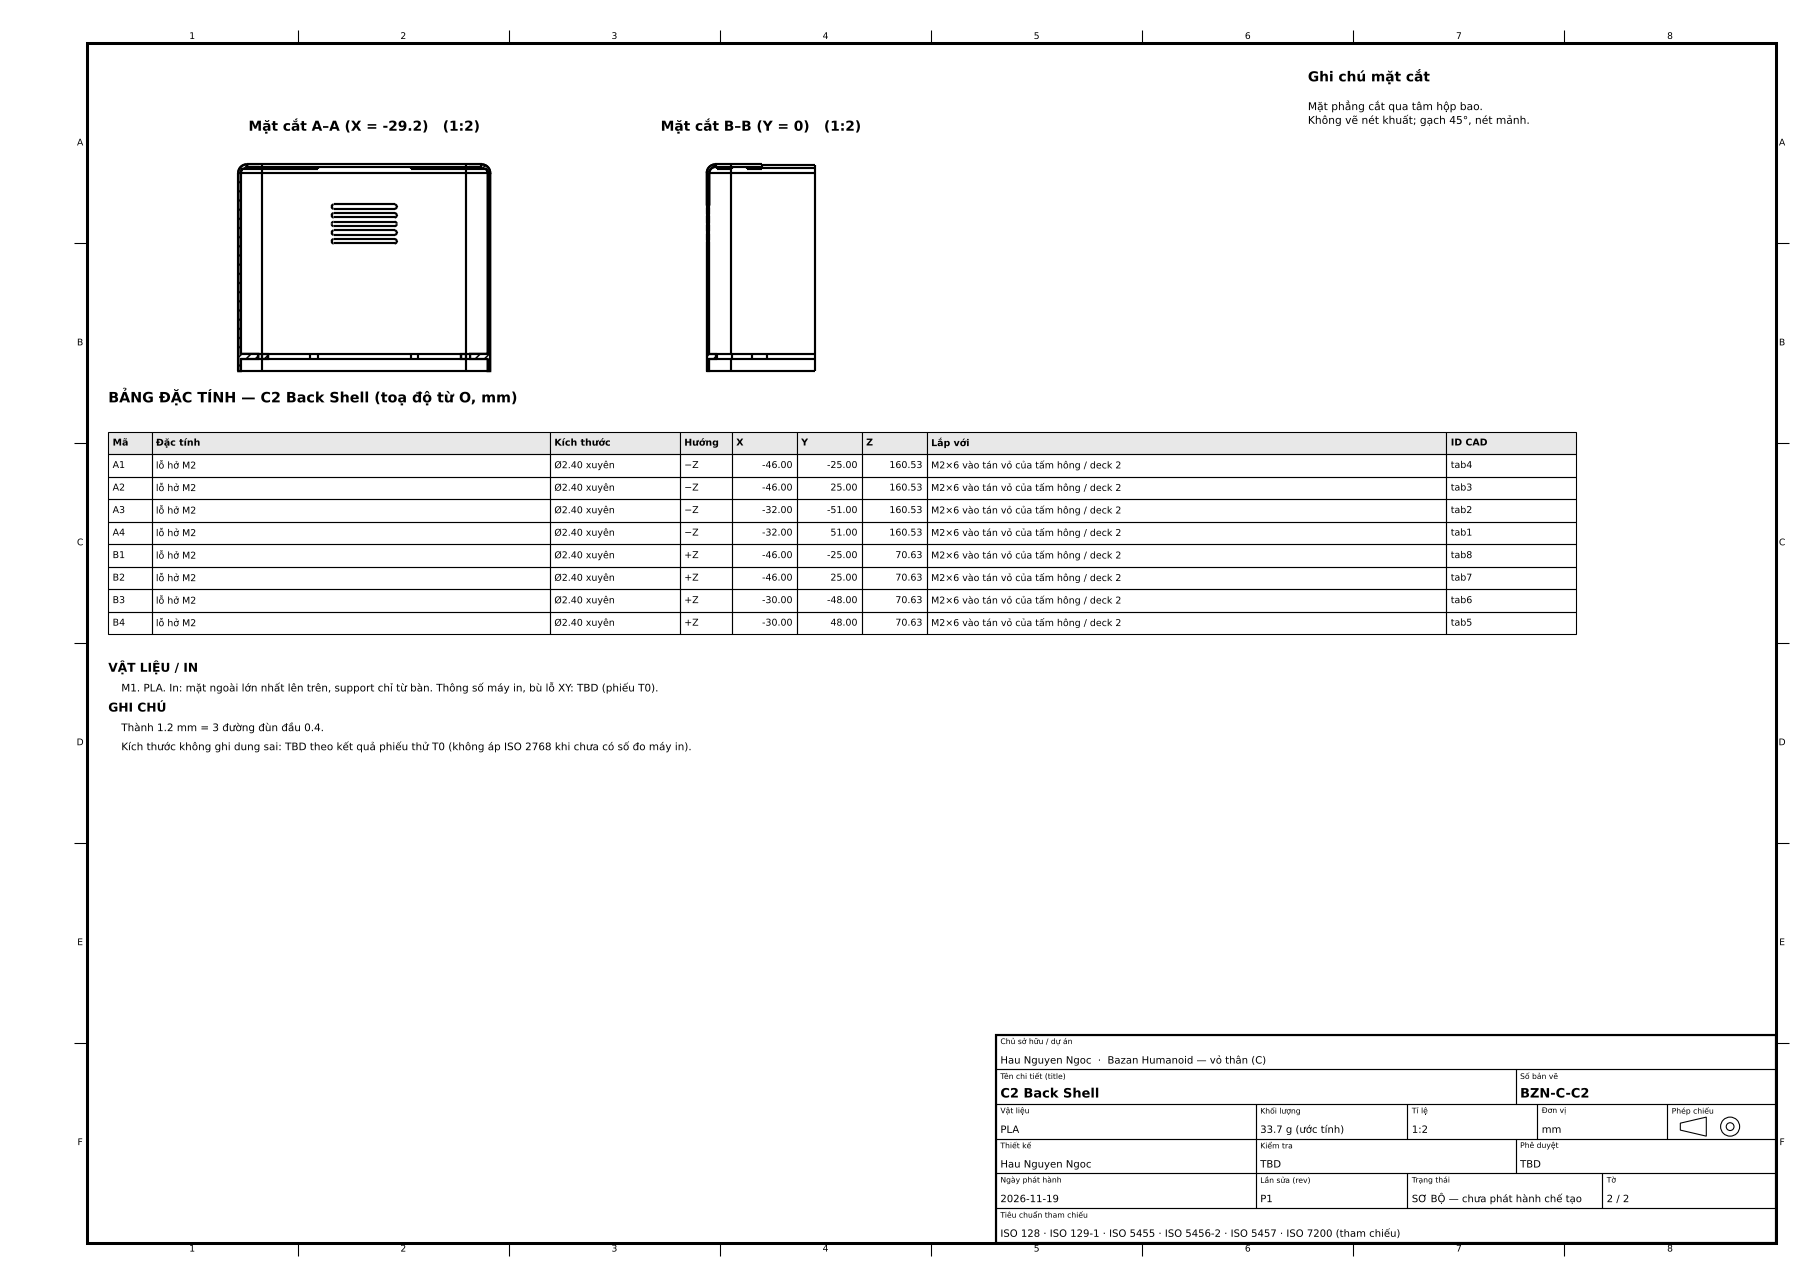 1 2 3 4 5 6 7 8
Ghi chú mặt cắt
Mặt phẳng cắt qua tâm hộp bao.
Không vẽ nét khuất; gạch 45°, nét mảnh.
Mặt cắt A–A (X = -29.2) (1:2)
Mặt cắt B–B (Y = 0) (1:2)
A A
B B
BẢNG ĐẶC TÍNH — C2 Back Shell (toạ độ từ O, mm)
Mã Đặc tính Kích thước Hướng X Y Z Lắp với ID CAD
A1 lỗ hở M2 Ø2.40 xuyên −Z -46.00 -25.00 160.53 M2×6 vào tán vỏ của tấm hông / deck 2 tab4
A2 lỗ hở M2 Ø2.40 xuyên −Z -46.00 25.00 160.53 M2×6 vào tán vỏ của tấm hông / deck 2 tab3
A3 lỗ hở M2 Ø2.40 xuyên −Z -32.00 -51.00 160.53 M2×6 vào tán vỏ của tấm hông / deck 2 tab2
A4 lỗ hở M2 Ø2.40 xuyên −Z -32.00 51.00 160.53 M2×6 vào tán vỏ của tấm hông / deck 2 tab1
C C
B1 lỗ hở M2 Ø2.40 xuyên +Z -46.00 -25.00 70.63 M2×6 vào tán vỏ của tấm hông / deck 2 tab8
B2 lỗ hở M2 Ø2.40 xuyên +Z -46.00 25.00 70.63 M2×6 vào tán vỏ của tấm hông / deck 2 tab7
B3 lỗ hở M2 Ø2.40 xuyên +Z -30.00 -48.00 70.63 M2×6 vào tán vỏ của tấm hông / deck 2 tab6
B4 lỗ hở M2 Ø2.40 xuyên +Z -30.00 48.00 70.63 M2×6 vào tán vỏ của tấm hông / deck 2 tab5
VẬT LIỆU / IN
M1. PLA. In: mặt ngoài lớn nhất lên trên, support chỉ từ bàn. Thông số máy in, bù lỗ XY: TBD (phiếu T0).
GHI CHÚ
Thành 1.2 mm = 3 đường đùn đầu 0.4.
D D
Kích thước không ghi dung sai: TBD theo kết quả phiếu thử T0 (không áp ISO 2768 khi chưa có số đo máy in).
E E
Chủ sở hữu / dự án
Hau Nguyen Ngoc · Bazan Humanoid — vỏ thân (C)
Tên chi tiết (title) Số bản vẽ
C2 Back Shell BZN-C-C2
Vật liệu Khối lượng Tỉ lệ Đơn vị Phép chiếu
PLA 33.7 g (ước tính) 1:2 mm
F F
Thiết kế Kiểm tra Phê duyệt
Hau Nguyen Ngoc TBD TBD
Ngày phát hành Lần sửa (rev) Trạng thái Tờ
2026-11-19 P1 SƠ BỘ — chưa phát hành chế tạo 2 / 2
Tiêu chuẩn tham chiếu
ISO 128 · ISO 129-1 · ISO 5455 · ISO 5456-2 · ISO 5457 · ISO 7200 (tham chiếu)
1 2 3 4 5 6 7 8